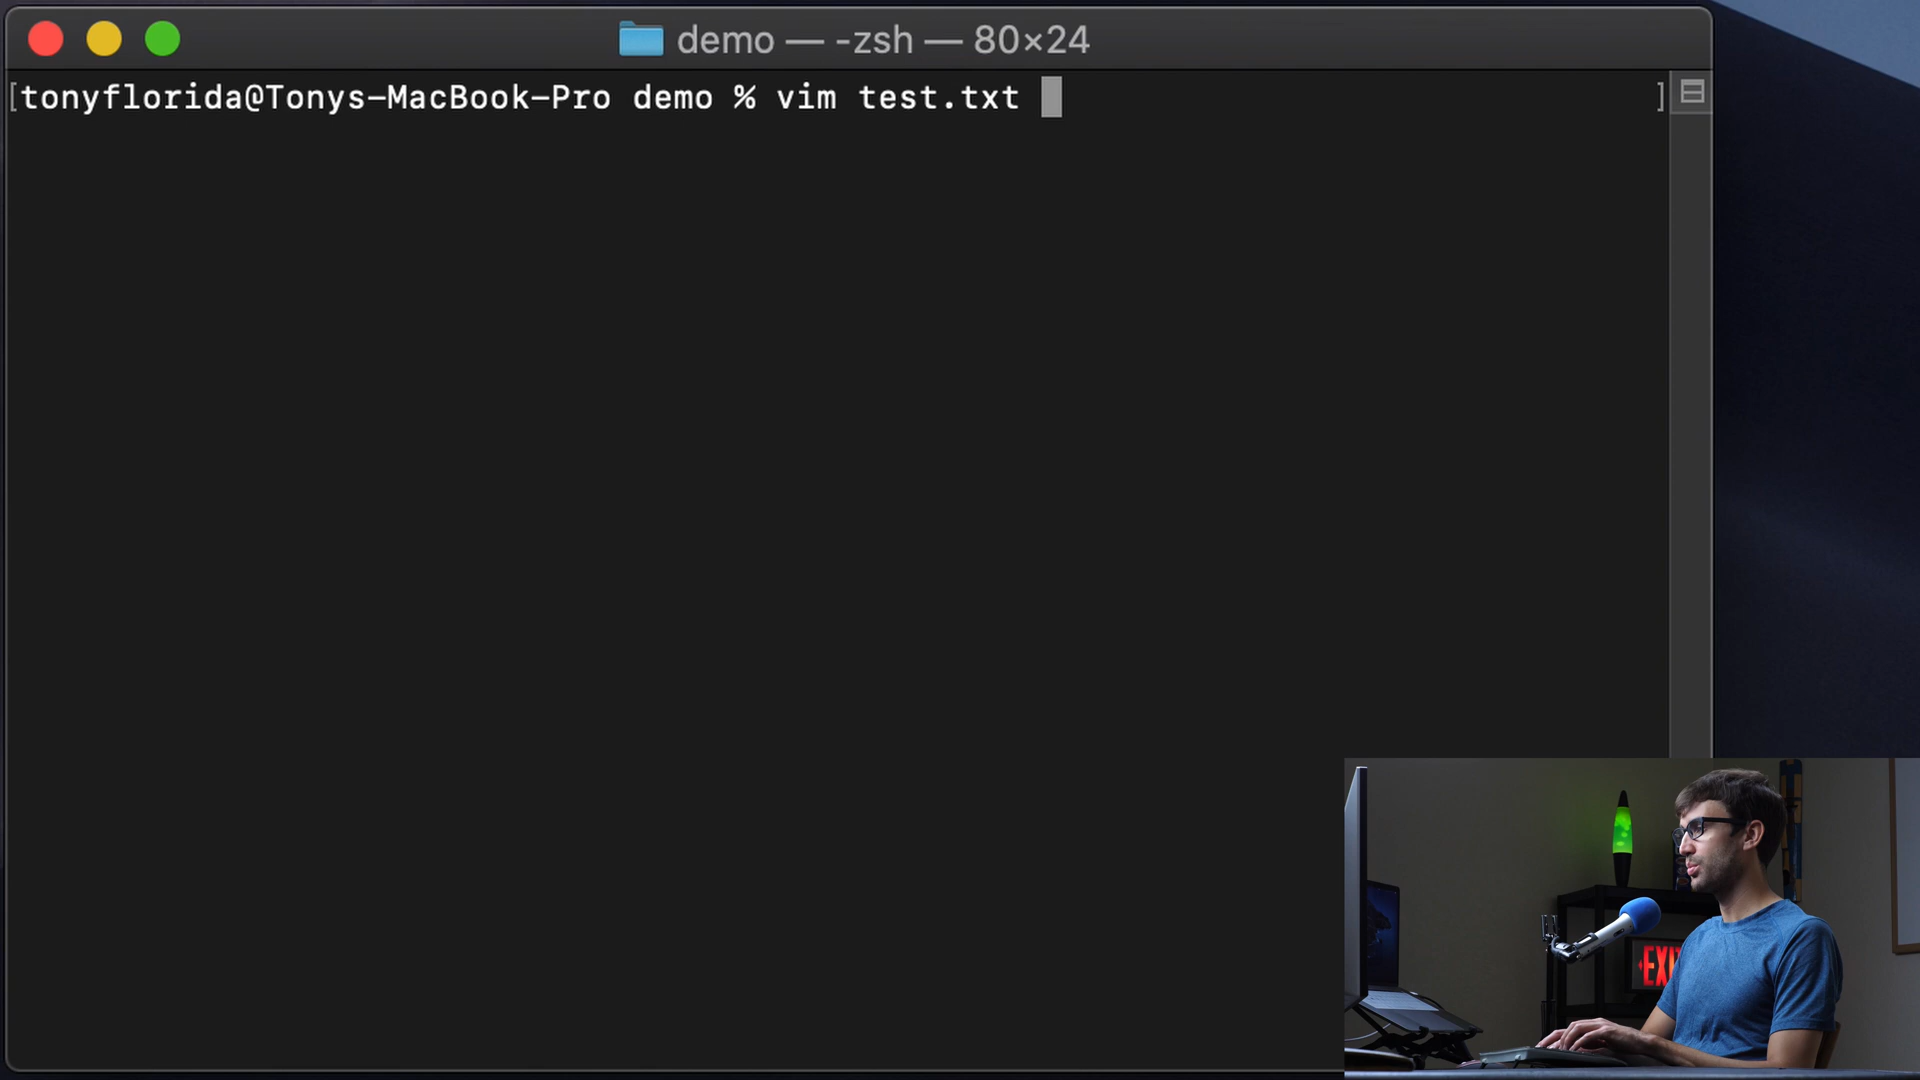 demo — -zsh — 80×24
[tonyflorida@Tonys-MacBook-Pro demo % vim test.txt ]
EXI